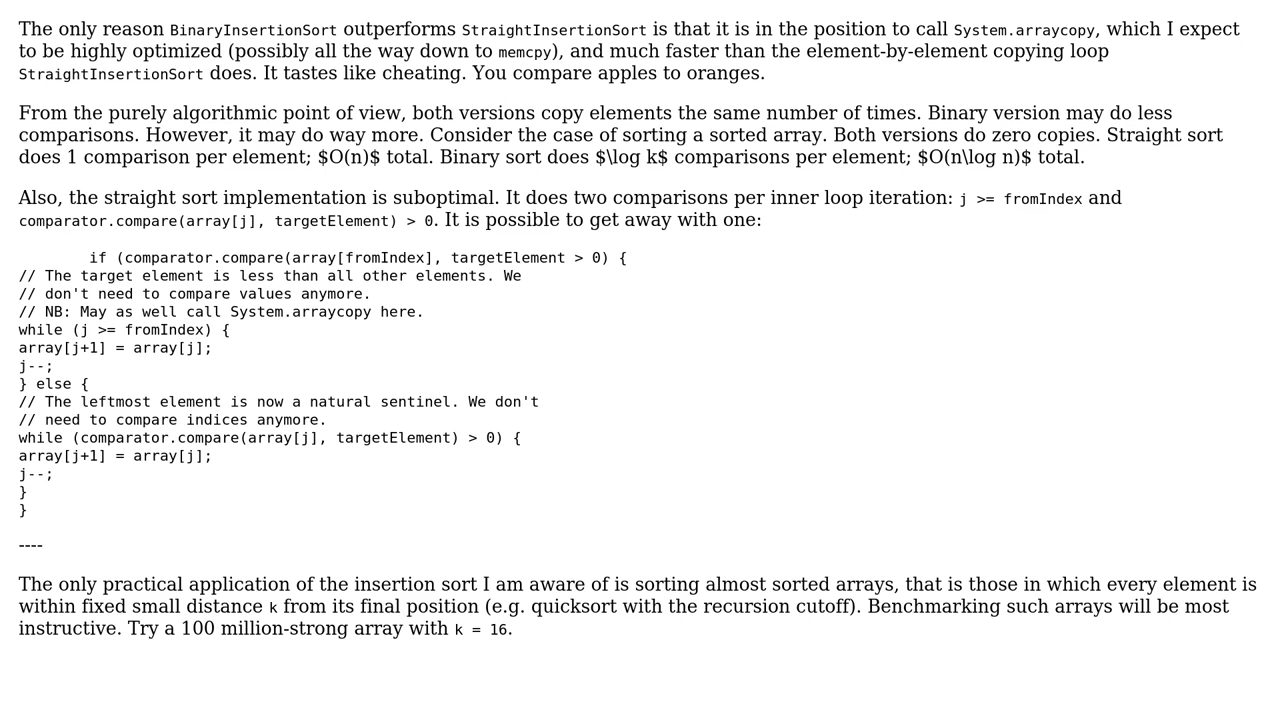 The only reason BinaryInsertionSort outperforms StraightInsertionSort is that it is in the position to call System.arraycopy, which I expect
to be highly optimized (possibly all the way down to memcpy), and much faster than the element-by-element copying loop
StraightInsertionSort does. It tastes like cheating. You compare apples to oranges.
From the purely algorithmic point of view, both versions copy elements the same number of times. Binary version may do less
comparisons. However, it may do way more. Consider the case of sorting a sorted array. Both versions do zero copies. Straight sort
does 1 comparison per element; $O(n)$ total. Binary sort does $\log k$ comparisons per element; $O(n\log n)$ total.
Also, the straight sort implementation is suboptimal. It does two comparisons per inner loop iteration: j >= fromIndex and
comparator.compare(array[j], targetElement) > 0. It is possible to get away with one:
if (comparator.compare(array[fromIndex], targetElement > 0) {
// The target element is less than all other elements. We
// don't need to compare values anymore.
// NB: May as well call System.arraycopy here.
while (j >= fromIndex) {
array[j+1] = array[j];
j--;
} else {
// The leftmost element is now a natural sentinel. We don't
// need to compare indices anymore.
while (comparator.compare(array[j], targetElement) > 0) {
array[j+1] = array[j];
j--;
}
}
----
The only practical application of the insertion sort I am aware of is sorting almost sorted arrays, that is those in which every element is
within fixed small distance k from its final position (e.g. quicksort with the recursion cutoff). Benchmarking such arrays will be most
instructive. Try a 100 million-strong array with k = 16.